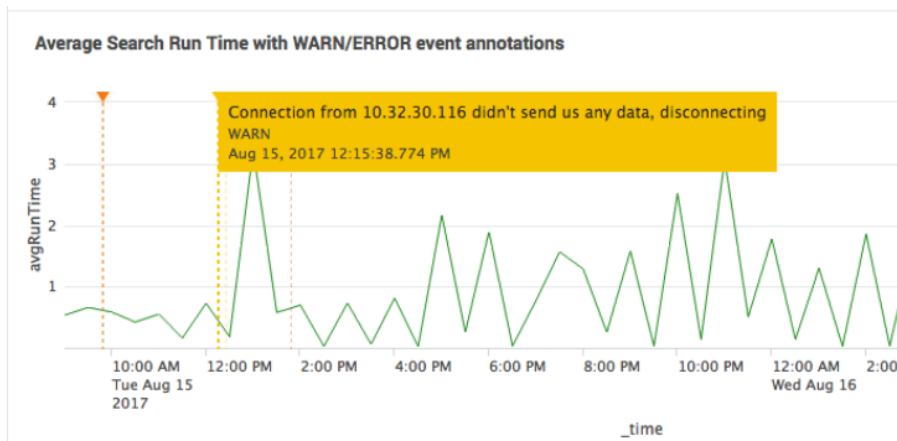 Average Search Run Time with WARN/ERROR event annotations
Connection from 10.32.30.116 didn't send us any data, disconnecting
WARN
Aug 15, 2017 12:15:38.774 PM
4
3
2
1
avgRunTime
10:00 AM 12:00 PM 2:00 PM 4:00 PM 6:00 PM 8:00 PM 10:00 PM 12:00 AM 2:00
Tue Aug 15 Wed Aug 16
2017
_time